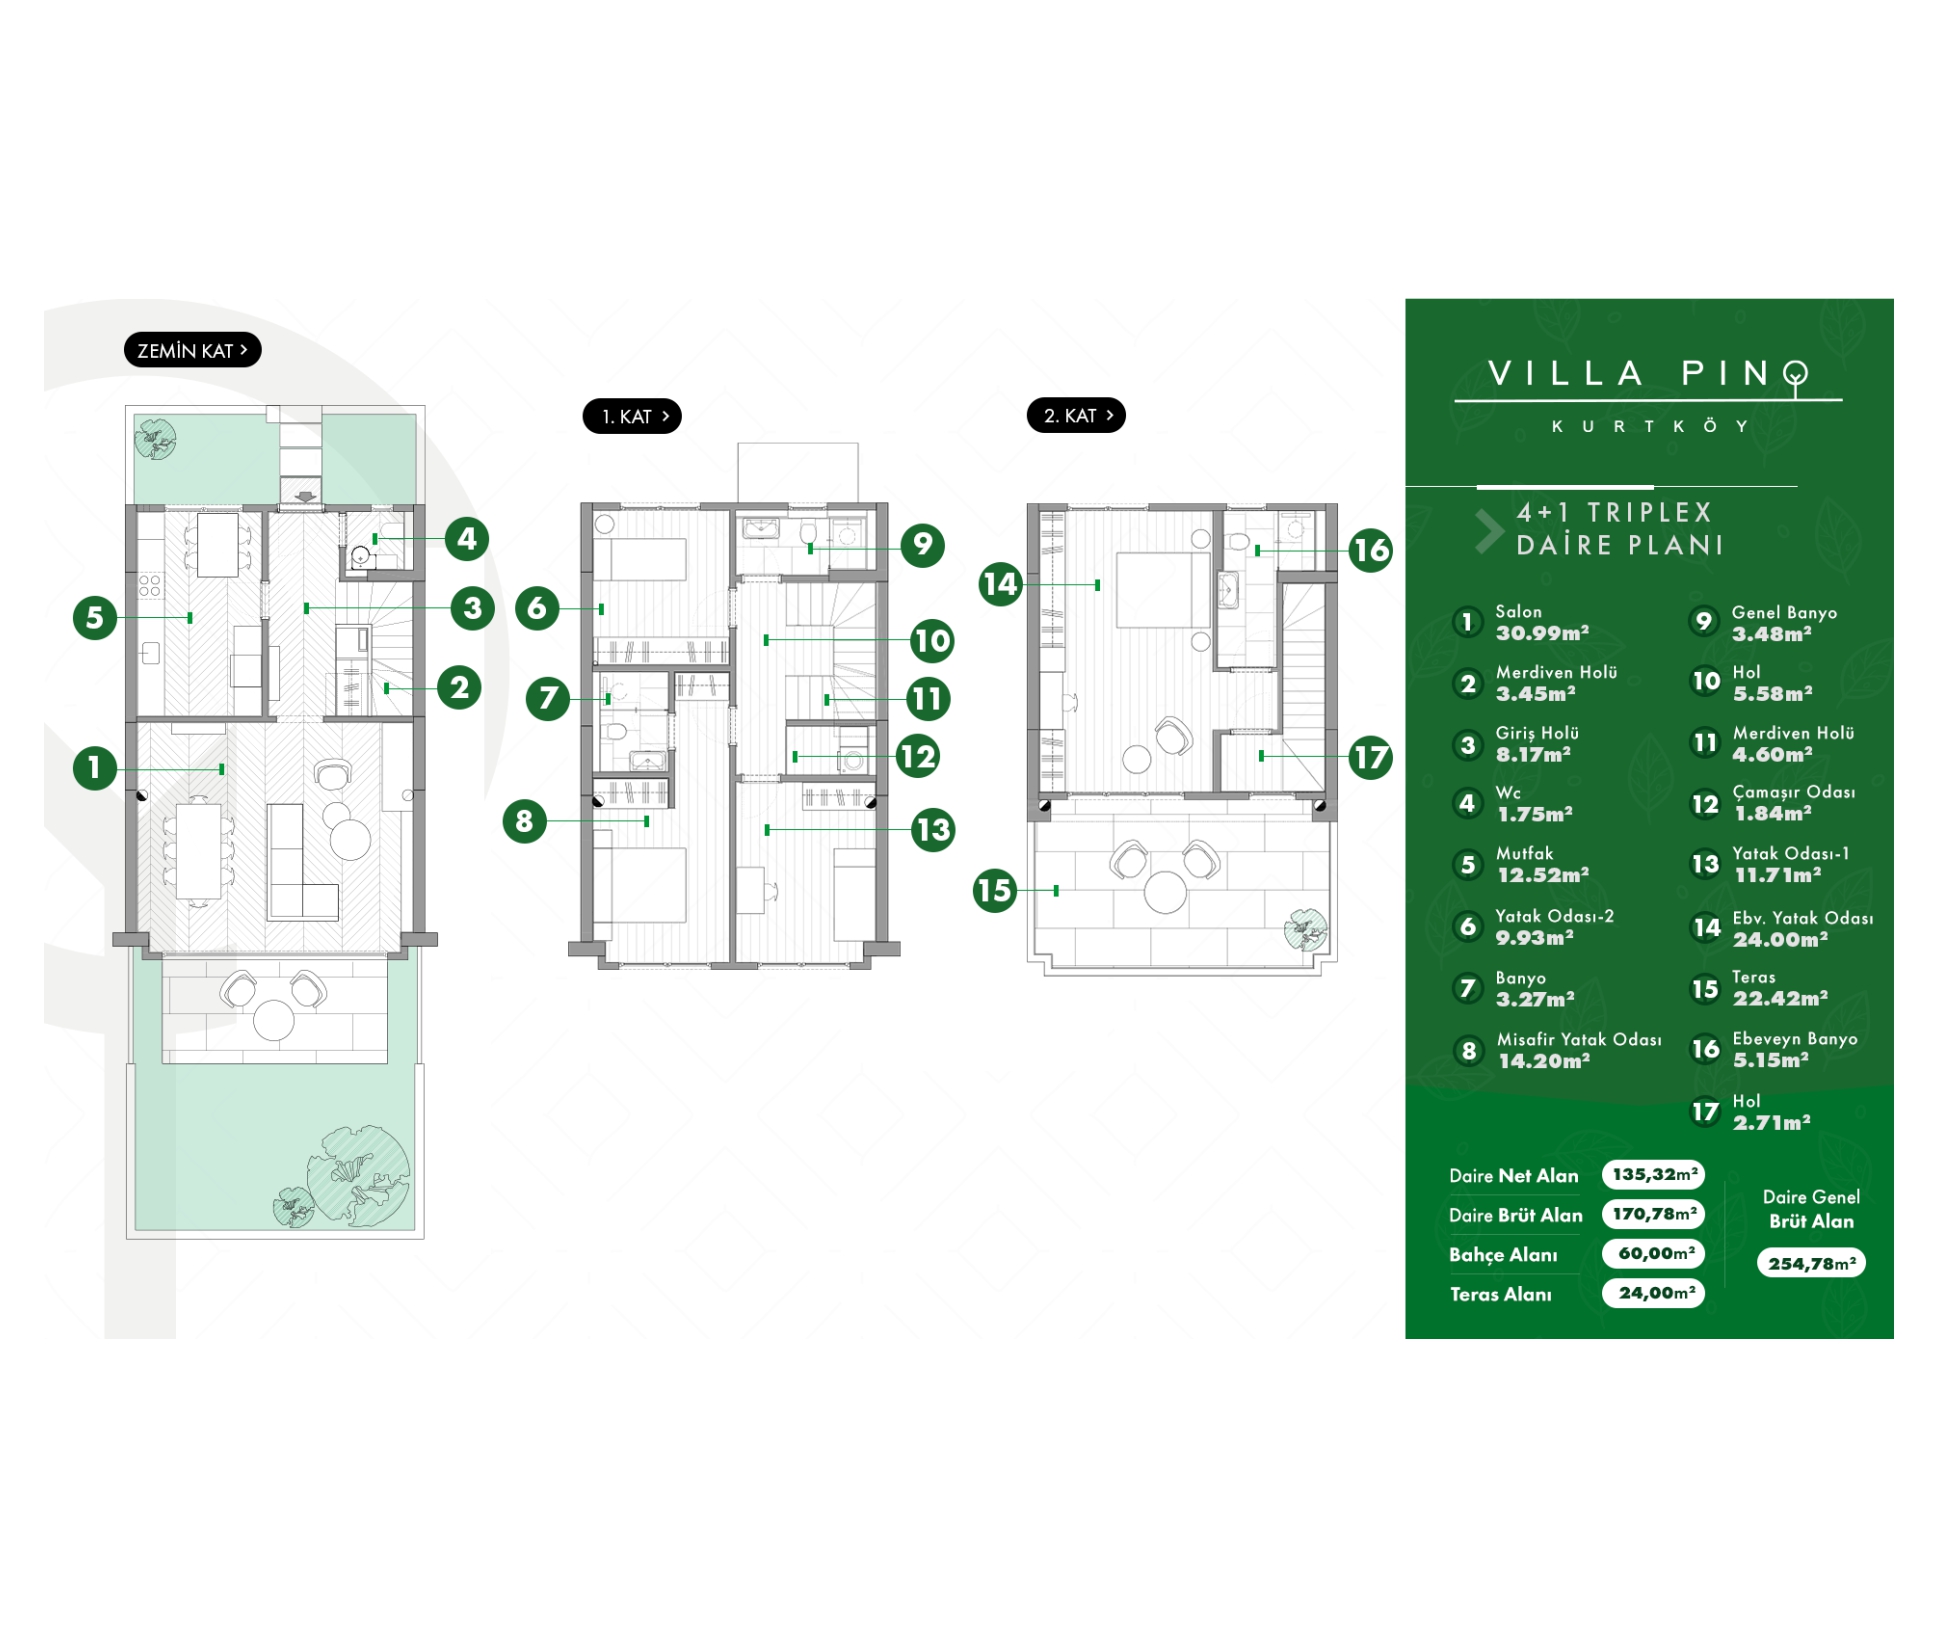 ZEMİN KAT >
4
3
5
2
1
1. KAT >
9
6
10
7
11
12
8
13
2. KAT >
16
14
17
15
VILLA PINO
KURTKÖY
4+1 TRIPLEX
DAİRE PLANI
1 Salon
30.99m²
2 Merdiven Holü
3.45m²
3 Giriş Holü
8.17m²
4 Wc
1.75m²
5 Mutfak
12.52m²
6 Yatak Odası-2
9.93m²
7 Banyo
3.27m²
8 Misafir Yatak Odası
14.20m²
9 Genel Banyo
3.48m²
10 Hol
5.58m²
11 Merdiven Holü
4.60m²
12 Çamaşır Odası
1.84m²
13 Yatak Odası-1
11.71m²
14 Ebv. Yatak Odası
24.00m²
15 Teras
22.42m²
16 Ebeveyn Banyo
5.15m²
17 Hol
2.71m²
Daire Net Alan 135,32m²
Daire Brüt Alan 170,78m²
Bahçe Alanı 60,00m²
Teras Alanı 24,00m²
Daire Genel
Brüt Alan
254,78m²